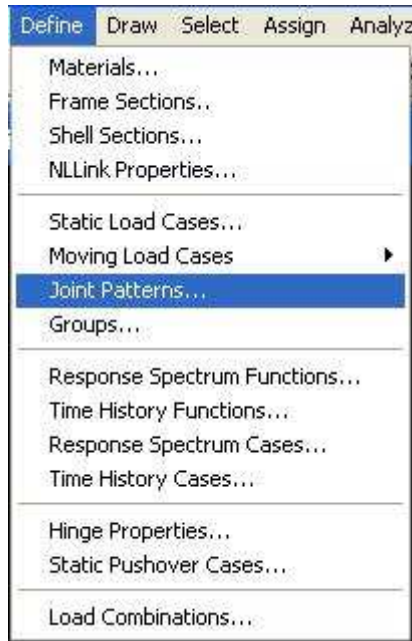 Define Draw Select Assign Analyz
Materials...
Frame Sections..
Shell Sections...
NLLink Properties...
Static Load Cases...
Moving Load Cases
Joint Patterns...
Groups...
Response Spectrum Functions...
Time History Functions...
Response Spectrum Cases...
Time History Cases...
Hinge Properties...
Static Pushover Cases...
Load Combinations...